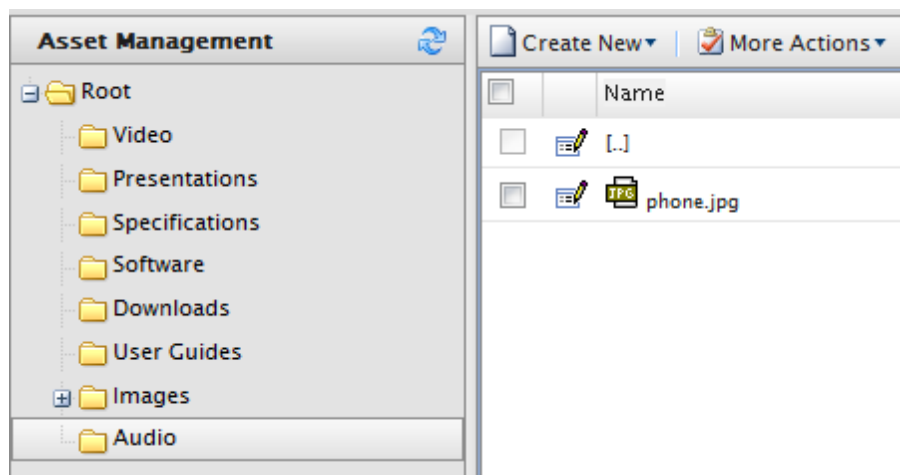 Asset Management
Root
Video
Presentations
Specifications
Software
Downloads
User Guides
Images
Audio
Create New
More Actions
Name
[..]
JPG
phone.jpg